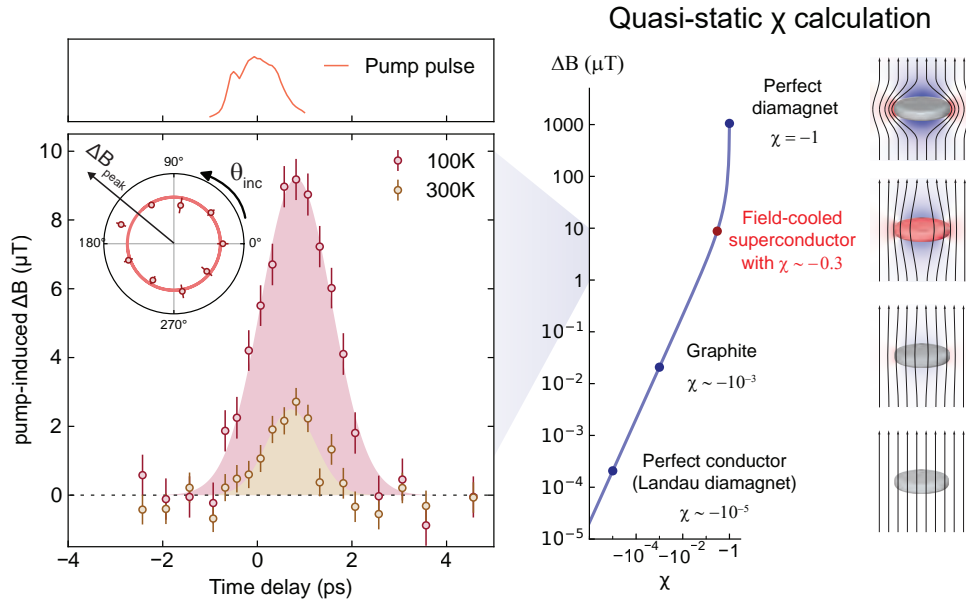 Quasi-static χ calculation
Pump pulse
pump-induced ΔB (μT)
10
8
6
4
2
0
−4
−2
0
2
4
Time delay (ps)
100K
300K
ΔB
peak
θinc
90°
180°
0°
270°
ΔB (μT)
1000
100
10
1
10⁻¹
10⁻²
10⁻³
10⁻⁴
10⁻⁵
−10⁻⁴
−10⁻²
−1
χ
Perfect
diamagnet
χ = −1
Field-cooled
superconductor
with χ ∼ −0.3
Graphite
χ ∼ −10⁻³
Perfect conductor
(Landau diamagnet)
χ ∼ −10⁻⁵